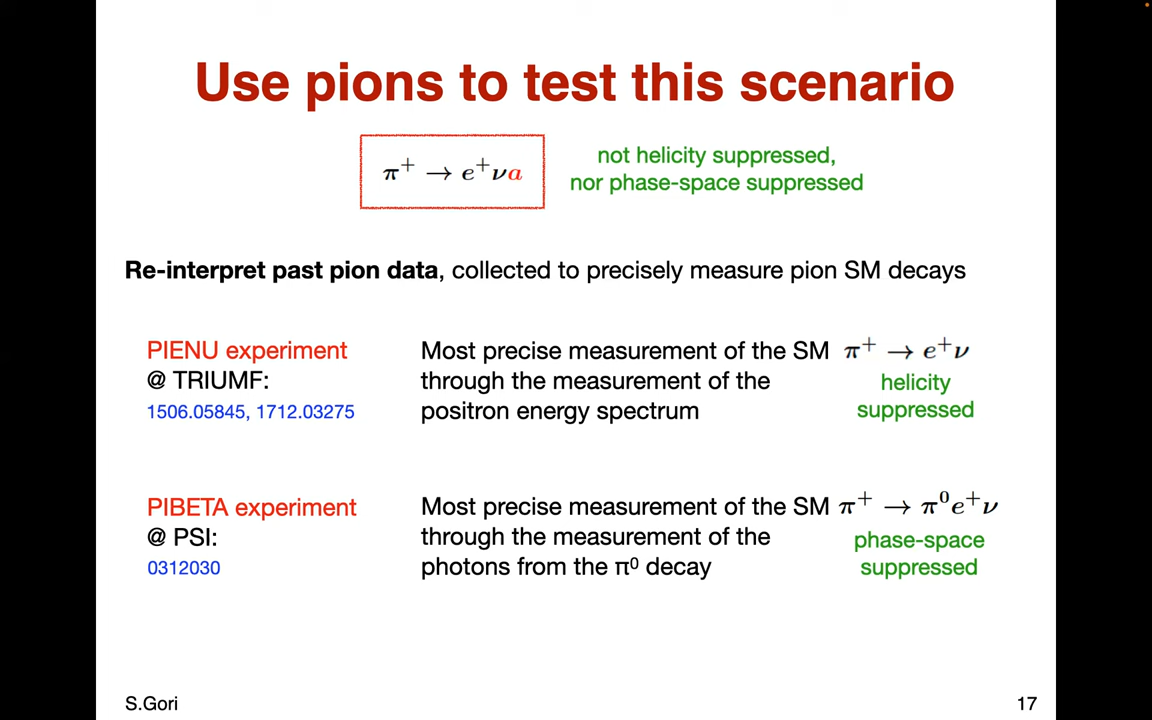 Use pions to test this scenario
π⁺ → e⁺νa
not helicity suppressed,
nor phase-space suppressed
Re-interpret past pion data, collected to precisely measure pion SM decays
PIENU experiment
@ TRIUMF:
1506.05845, 1712.03275
Most precise measurement of the SM π⁺ → e⁺ν
through the measurement of the
positron energy spectrum
helicity
suppressed
PIBETA experiment
@ PSI:
0312030
Most precise measurement of the SM π⁺ → π⁰e⁺ν
through the measurement of the
photons from the π⁰ decay
phase-space
suppressed
S.Gori
17